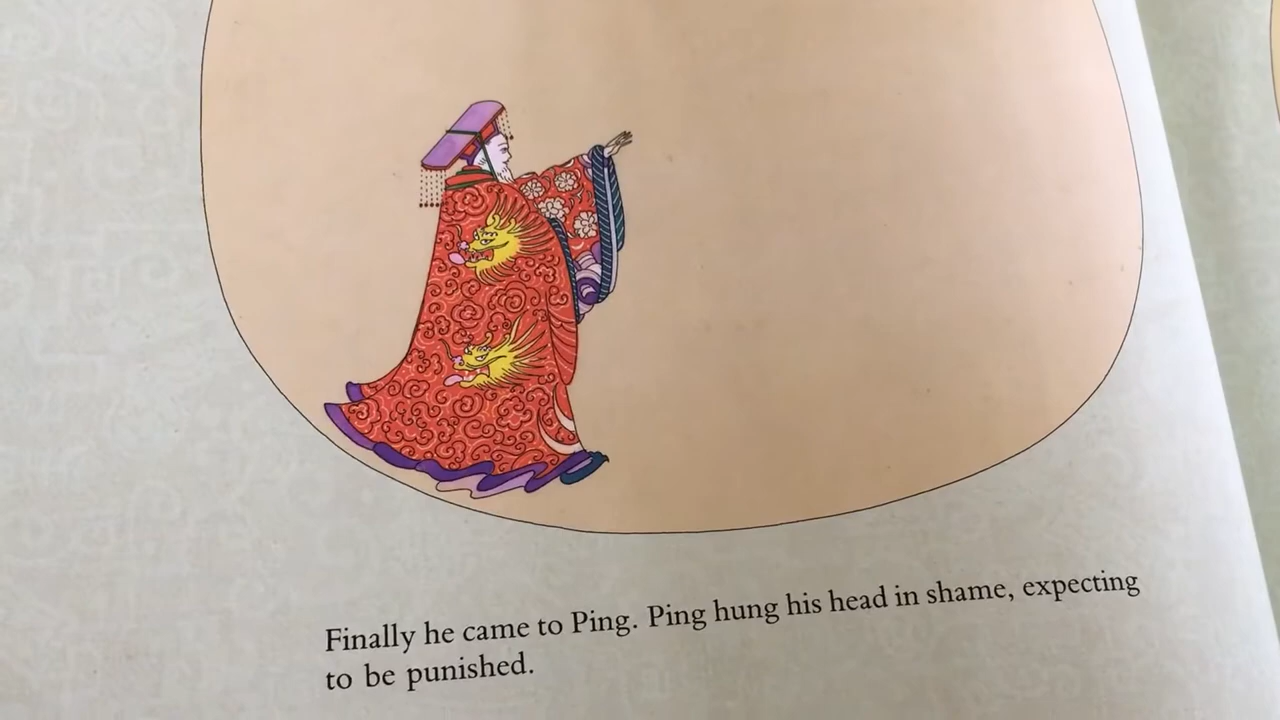 Finally he came to Ping. Ping hung his head in shame, expecting
to be punished.